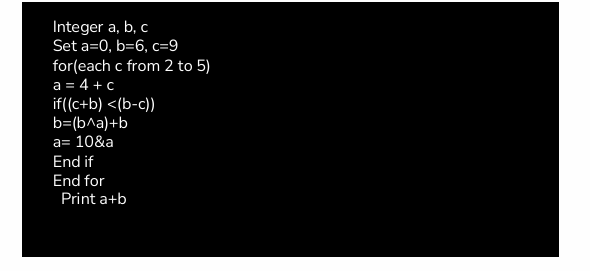 Integer a, b, c
Set a=0, b=6, c=9
for(each c from 2 to 5)
a = 4 + c
if((c+b) <(b-c))
b=(b^a)+b
a= 10&a
End if
End for
Print a+b